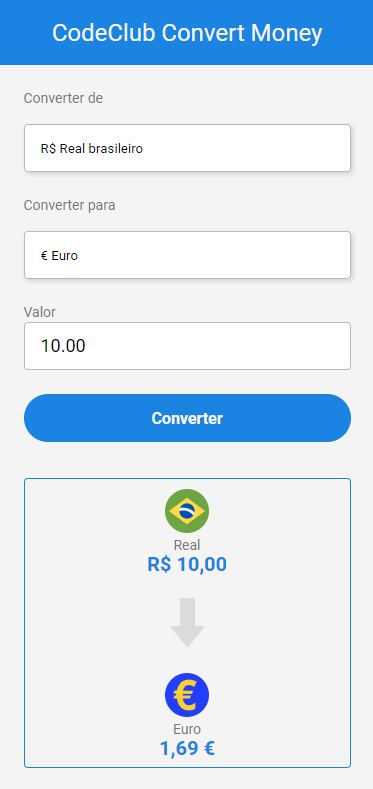 CodeClub Convert Money
Converter de
R$ Real brasileiro
Converter para
€ Euro
Valor
10.00
Converter
Real
R$ 10,00
€
Euro
1,69 €